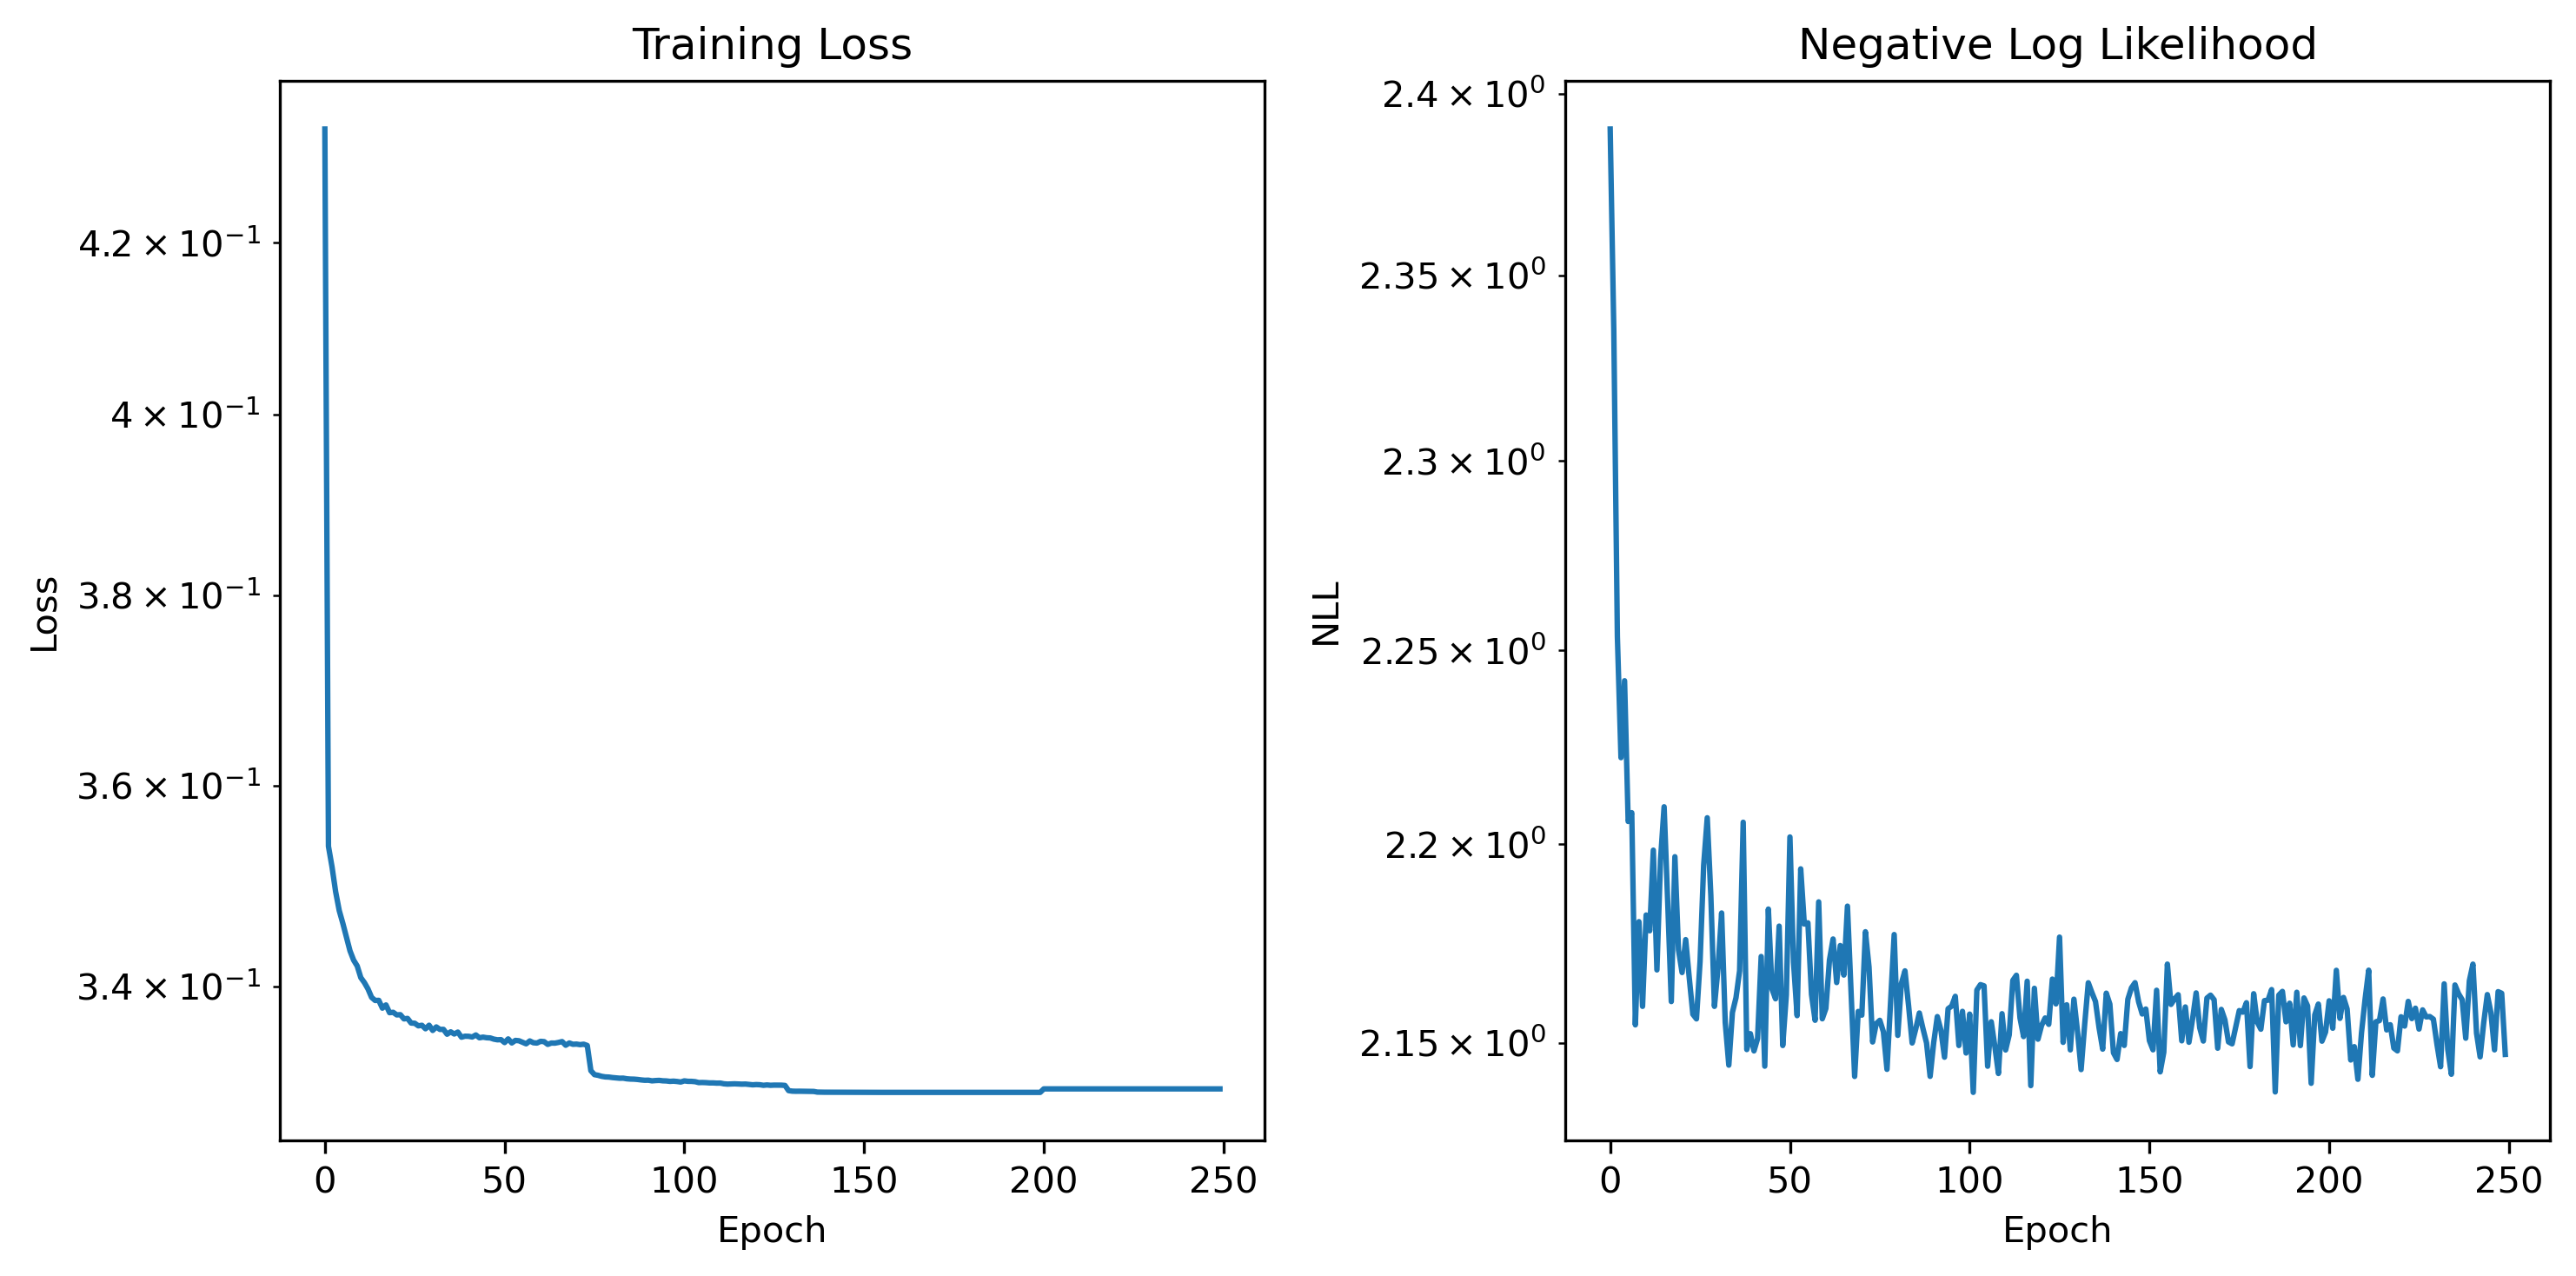 Training Loss
4.2 × 10⁻¹
4 × 10⁻¹
3.8 × 10⁻¹
3.6 × 10⁻¹
3.4 × 10⁻¹
Loss
0 50 100 150 200 250
Epoch
Negative Log Likelihood
2.4 × 10⁰
2.35 × 10⁰
2.3 × 10⁰
2.25 × 10⁰
2.2 × 10⁰
2.15 × 10⁰
NLL
0 50 100 150 200 250
Epoch